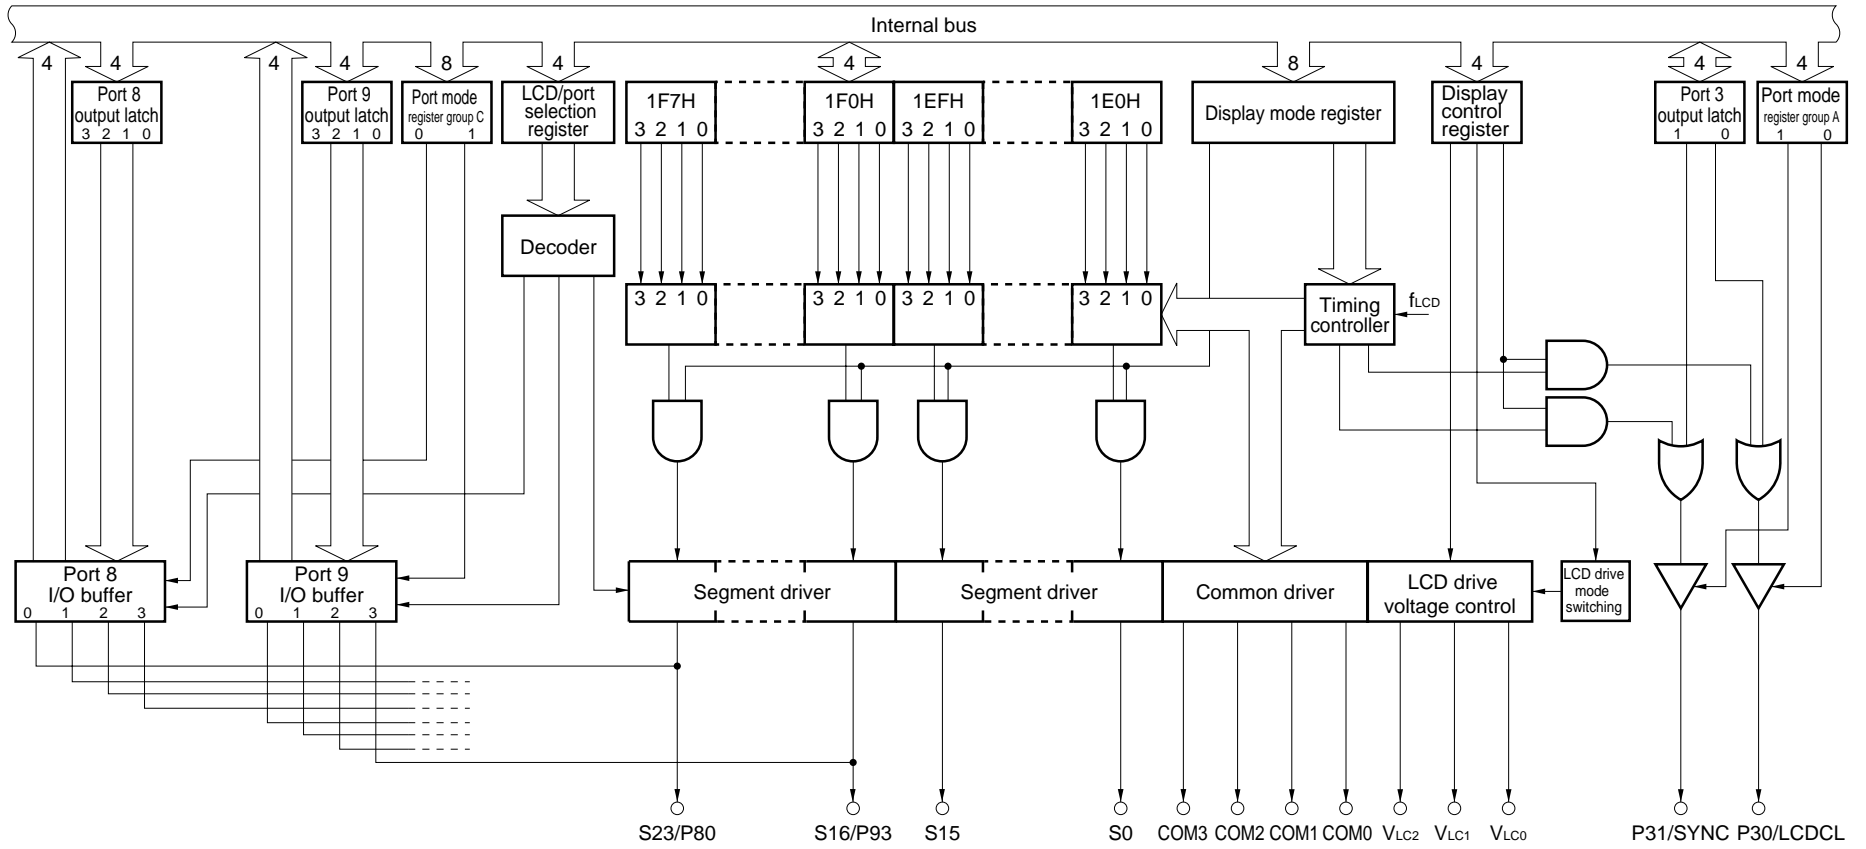 Internal bus
4 4 4 4 8 4 4 8 4 4 4
Port 8
output latch
3 2 1 0
Port 9
output latch
3 2 1 0
Port mode
register group C
0 1
LCD/port
selection
register
1F7H
3 2 1 0
1F0H
3 2 1 0
1EFH
3 2 1 0
1E0H
3 2 1 0
Display mode register
Display
control
register
Port 3
output latch
1 0
Port mode
register group A
1 0
Decoder
3 2 1 0
3 2 1 0
3 2 1 0
3 2 1 0
Timing
controller
fLCD
Port 8
I/O buffer
0 1 2 3
Port 9
I/O buffer
0 1 2 3
Segment driver
Segment driver
Common driver
LCD drive
voltage control
LCD drive
mode
switching
S23/P80 S16/P93 S15 S0 COM3 COM2 COM1 COM0 VLC2 VLC1 VLC0 P31/SYNC P30/LCDCL